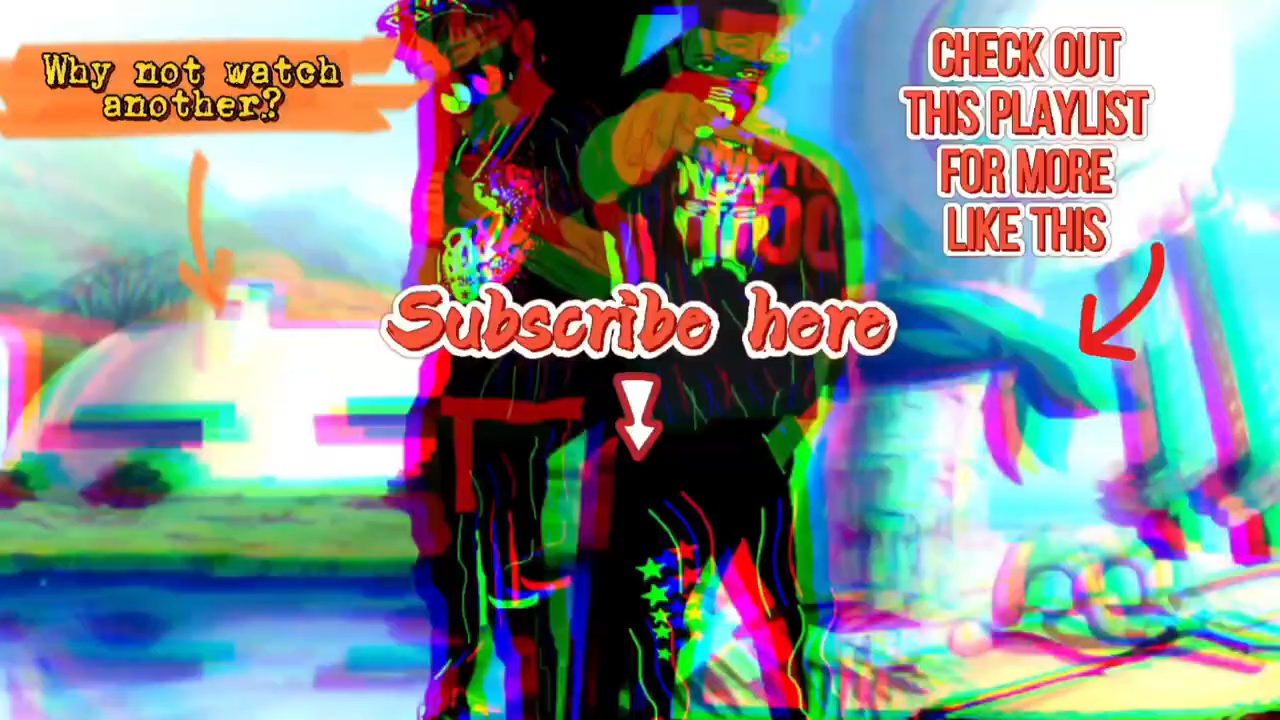 Why not watch
another?
CHECK OUT
THIS PLAYLIST
FOR MORE
LIKE THIS
Subscribe here